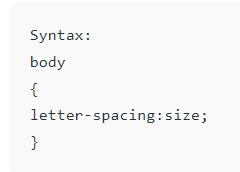 Syntax:
body
{
letter-spacing:size;
}